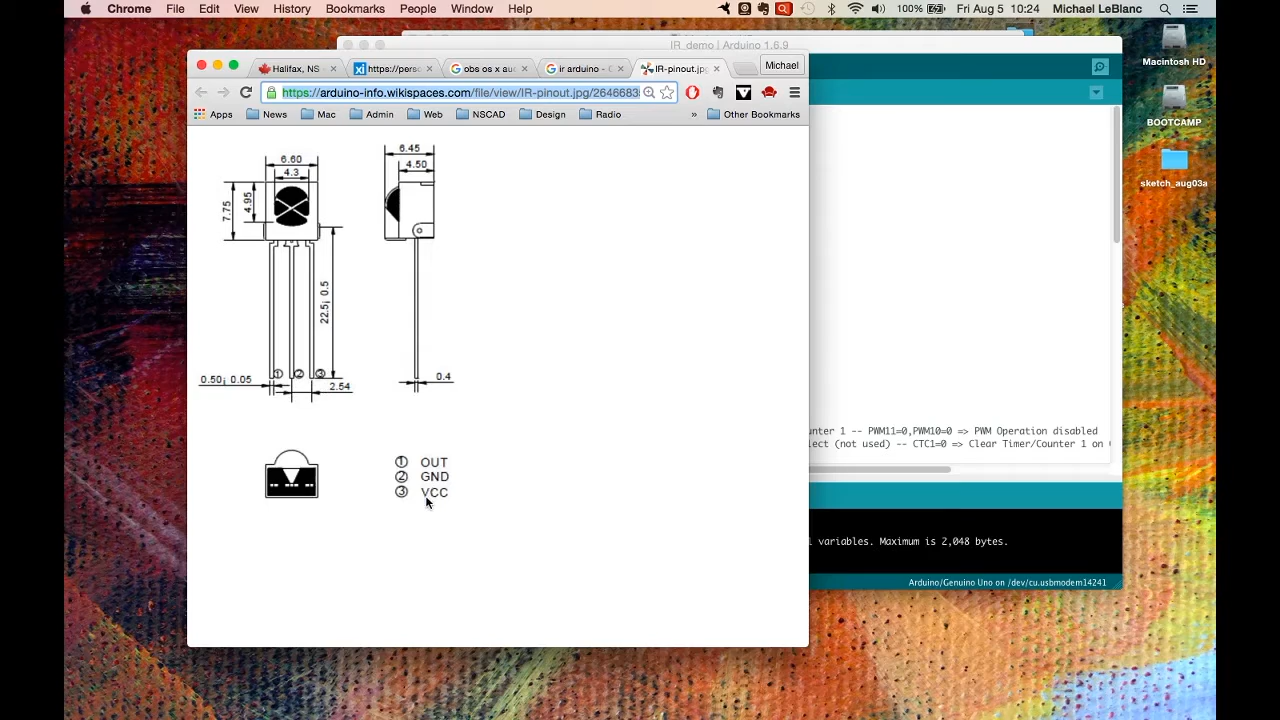 Chrome File Edit View History Bookmarks People Window Help 100% Fri Aug 5 10:24 Michael LeBlanc
IR_demo | Arduino 1.6.9
Halifax, NS - × https://perso × obs os x au × ir arduino - × IR-pinout.jp × Michael
https://arduino-info.wikispaces.com/file/view/IR-pinout.jpg/2646683
Apps News Mac Admin Web NSCAD Design Radio » Other Bookmarks
Macintosh HD
BOOTCAMP
sketch_aug03a
6.60
4.3
6.45
4.50
7.75
4.95
22.5¡ 0.5
① ② ③
0.50¡ 0.05
2.54
0.4
① OUT
② GND
③ VCC
unter 1 -- PWM11=0,PWM10=0 => PWM Operation disabled
lect (not used) -- CTC1=0 => Clear Timer/Counter 1 on
l variables. Maximum is 2,048 bytes.
Arduino/Genuino Uno on /dev/cu.usbmodem14241